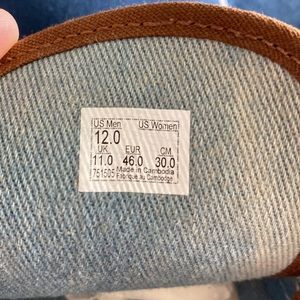 US Men US Women
12.0
UK EUR CM
11.0 46.0 30.0
751505 Made in Cambodia
Fabriqué au Cambodge